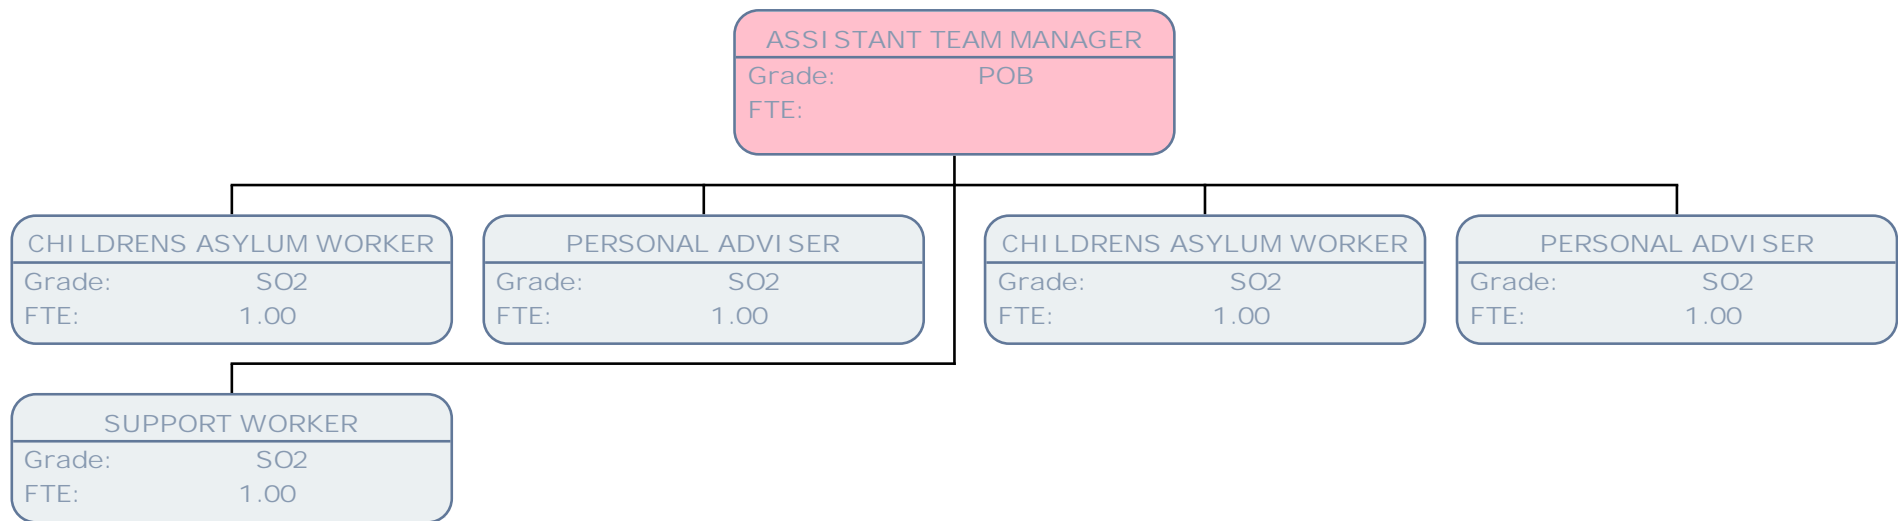 ASSISTANT TEAM MANAGER
Grade: POB
FTE:
CHILDRENS ASYLUM WORKER
Grade: SO2
FTE: 1.00
PERSONAL ADVISER
Grade: SO2
FTE: 1.00
CHILDRENS ASYLUM WORKER
Grade: SO2
FTE: 1.00
PERSONAL ADVISER
Grade: SO2
FTE: 1.00
SUPPORT WORKER
Grade: SO2
FTE: 1.00